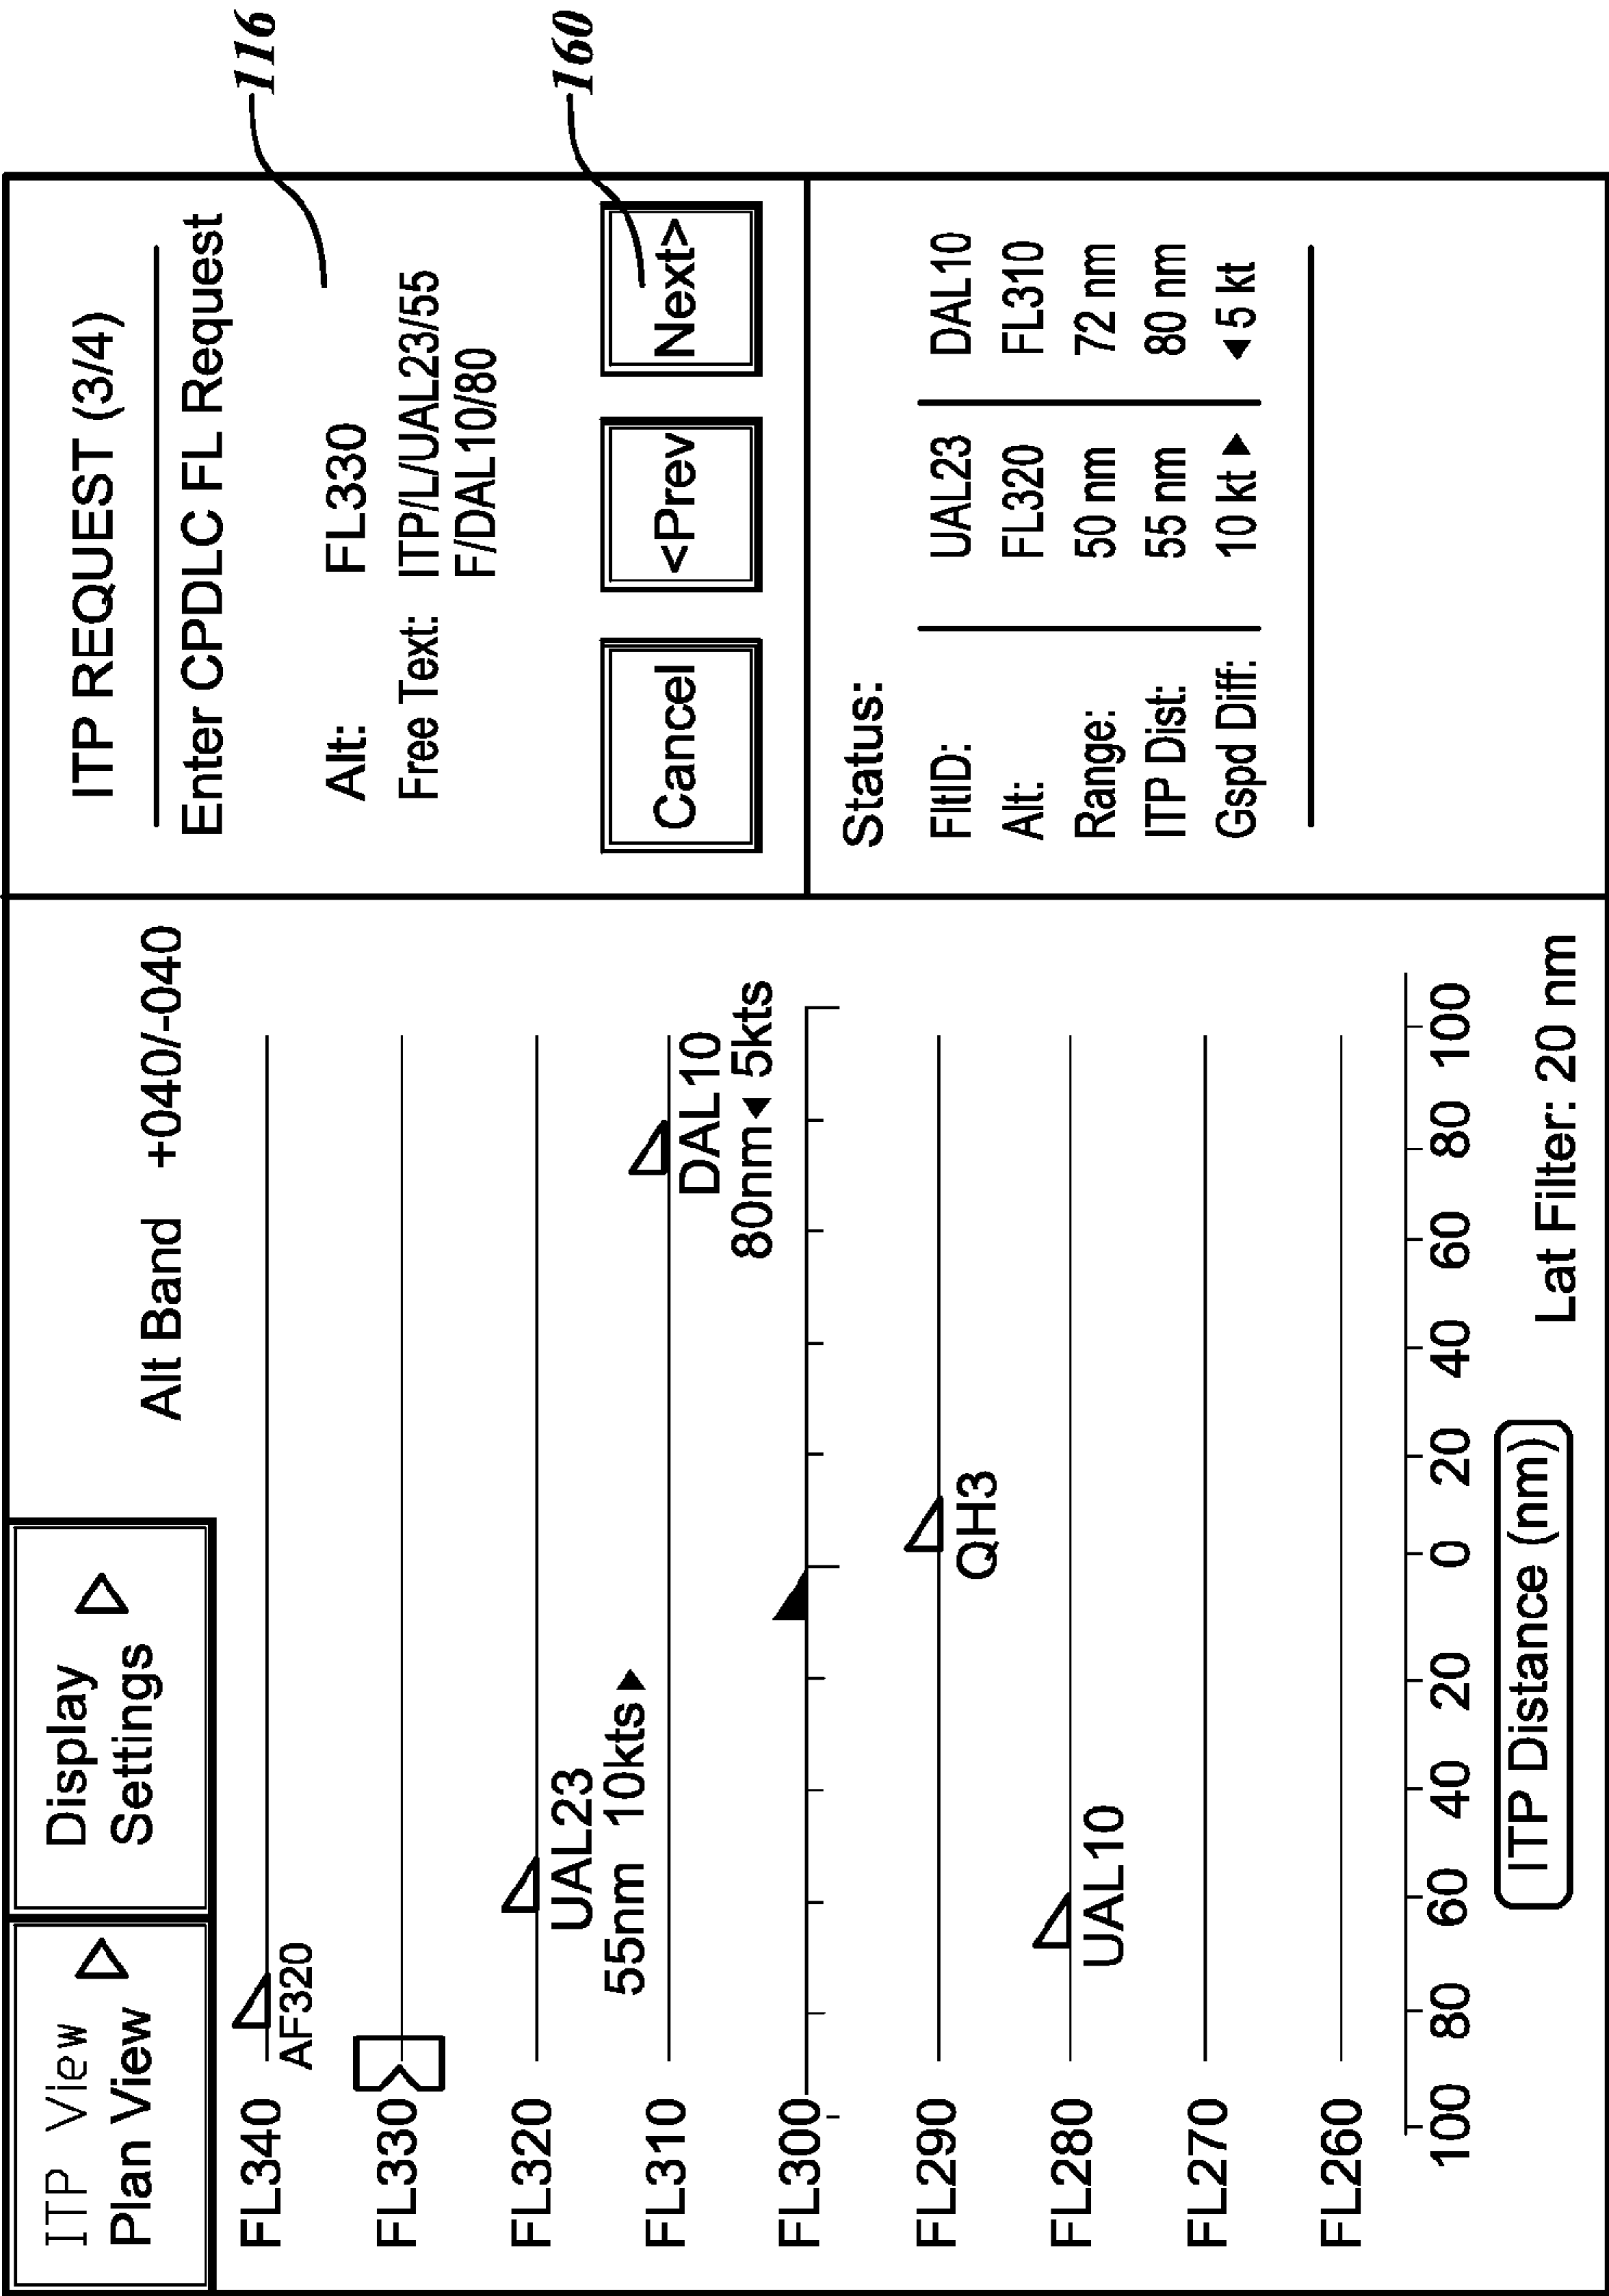 ITP View
Plan View
Display
Settings
Alt Band +040/-040
FL340
AF320
FL330
FL320
UAL23
55nm 10kts
FL310
DAL10
80nm 5kts
FL300
FL290
QH3
FL280
UAL10
FL270
FL260
100 80 60 40 20 0 20 40 60 80 100
ITP Distance (nm)
Lat Filter: 20 nm
ITP REQUEST (3/4)
Enter CPDLC FL Request
Alt: FL330
Free Text: ITP/L/UAL23/55
F/DAL10/80
Cancel
<Prev
Next>
116
160
Status:
FltID: UAL23 DAL10
Alt: FL320 FL310
Range: 50 nm 72 nm
ITP Dist: 55 nm 80 nm
Gspd Diff: 10 kt 5 kt